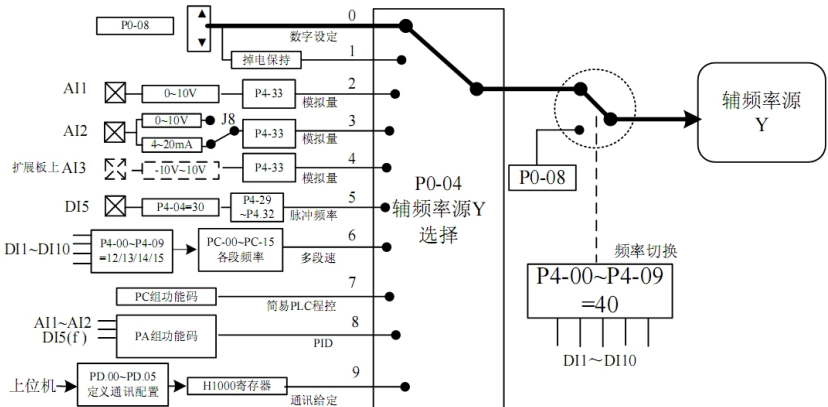 P0-08
0
数字设定
掉电保持
1
AI1
0~10V
P4-33
2
模拟量
AI2
0~10V
4~20mA
J8
P4-33
3
模拟量
扩展板上AI3
-10V~10V
P4-33
4
模拟量
DI5
P4-04=30
P4-29
~P4.32
5
脉冲频率
DI1~DI10
P4-00~P4-09
=12/13/14/15
PC-00~PC-15
各段频率
6
多段速
PC组功能码
7
简易PLC程控
AI1~AI2
DI5(f)
PA组功能码
8
PID
上位机
PD.00~PD.05
定义通讯配置
H1000寄存器
9
通讯给定
P0-04
辅频率源Y
选择
P0-08
频率切换
P4-00~P4-09
=40
DI1~DI10
辅频率源
Y